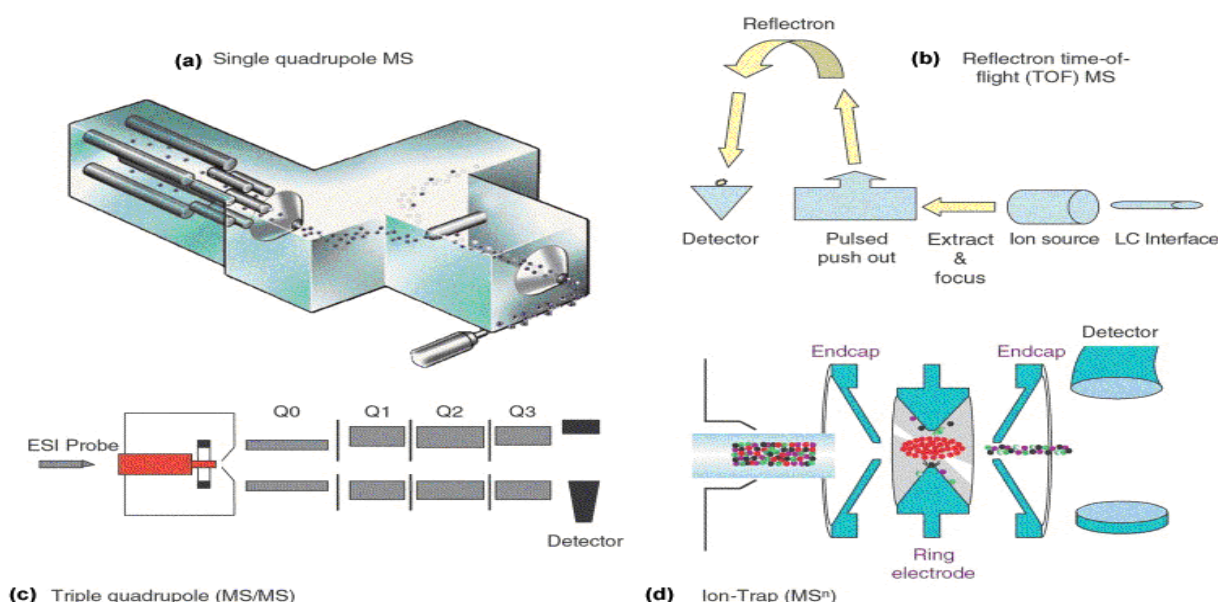 (a) Single quadrupole MS
Reflectron
(b) Reflectron time-of-
flight (TOF) MS
Detector
Pulsed
push out
Extract
&
focus
Ion source
LC Interface
ESI Probe
Q0
Q1
Q2
Q3
Detector
(c) Triple quadrupole (MS/MS)
Endcap
Endcap
Detector
Ring
electrode
(d) Ion-Trap (MSⁿ)